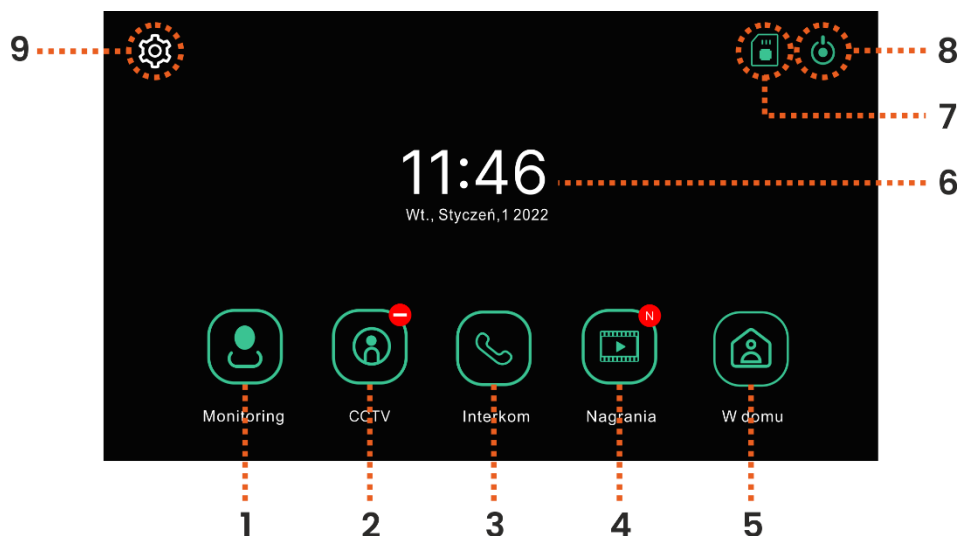 9
8
7
11:46
6
Wt., Styczeń,1 2022
N
Monitoring
CCTV
Interkom
Nagrania
W domu
1
2
3
4
5